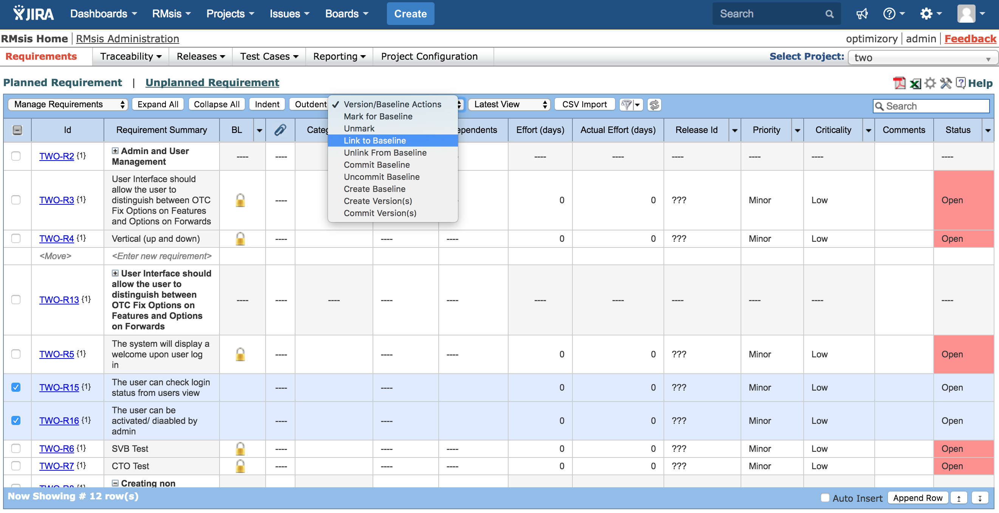 JIRA Dashboards RMsis Projects Issues Boards Create Search
RMsis Home RMsis Administration optimizory admin Feedback
Requirements Traceability Releases Test Cases Reporting Project Configuration Select Project: two
Planned Requirement | Unplanned Requirement Help
Manage Requirements Expand All Collapse All Indent Outdent Latest View CSV Import Search
Version/Baseline Actions
Mark for Baseline
Unmark
Link to Baseline
Unlink From Baseline
Commit Baseline
Uncommit Baseline
Create Baseline
Create Version(s)
Commit Version(s)
Id Requirement Summary BL Effort (days) Actual Effort (days) Release Id Priority Criticality Comments Status
TWO-R2 {1} Admin and User
Management ---- ---- ---- ---- ---- ---- ---- ----
TWO-R3 {1} User Interface should
allow the user to
distinguish between OTC
Fix Options on Features
and Options on Forwards ---- 0 0 ??? Minor Low Open
TWO-R4 {1} Vertical (up and down) ---- ---- ---- 0 0 ??? Minor Low Open
<Move> <Enter new requirement>
TWO-R13 {1} User Interface should
allow the user to
distinguish between
OTC Fix Options on
Features and Options
on Forwards ---- ---- ---- ---- ---- ---- ---- ---- ---- ---- ----
TWO-R5 {1} The system will display a
welcome upon user log
in ---- ---- ---- 0 0 ??? Minor Low Open
TWO-R15 {1} The user can check login
status from users view ---- ---- 0 0 ??? Minor Low Open
TWO-R16 {1} The user can be
activated/ diaabled by
admin ---- ---- 0 0 ??? Minor Low Open
TWO-R6 {1} SVB Test ---- ---- ---- 0 0 ??? Minor Low Open
TWO-R7 {1} CTO Test ---- ---- ---- 0 0 ??? Minor Low Open
Creating non
Now Showing # 12 row(s) Auto Insert Append Row